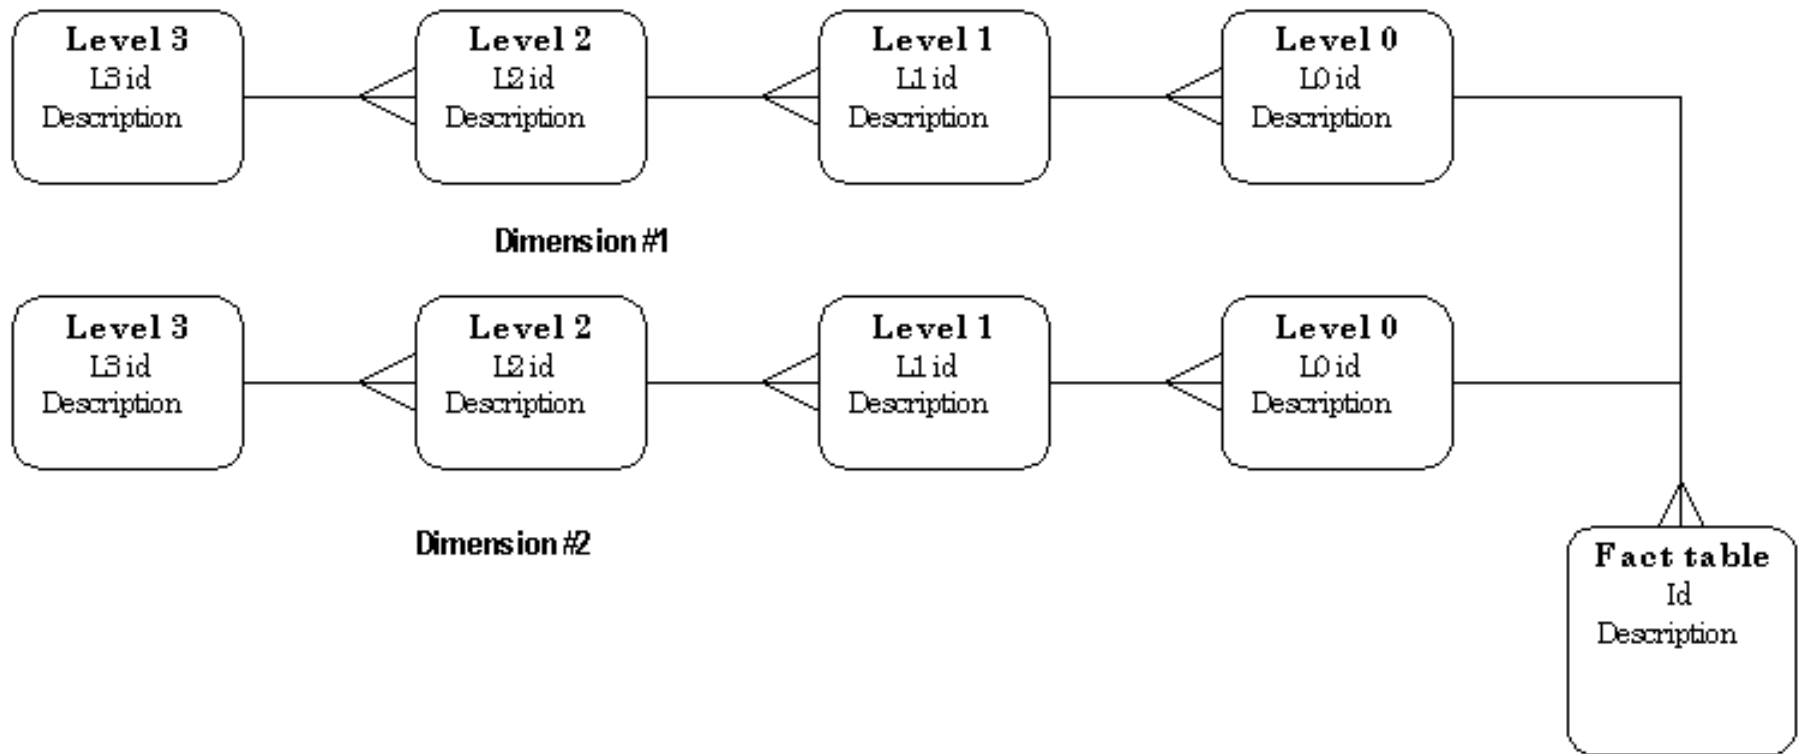 Level 3
L3 id
Description
Level 2
L2 id
Description
Level 1
L1 id
Description
Level 0
L0 id
Description
Dimension #1
Level 3
L3 id
Description
Level 2
L2 id
Description
Level 1
L1 id
Description
Level 0
L0 id
Description
Dimension #2
Fact table
Id
Description